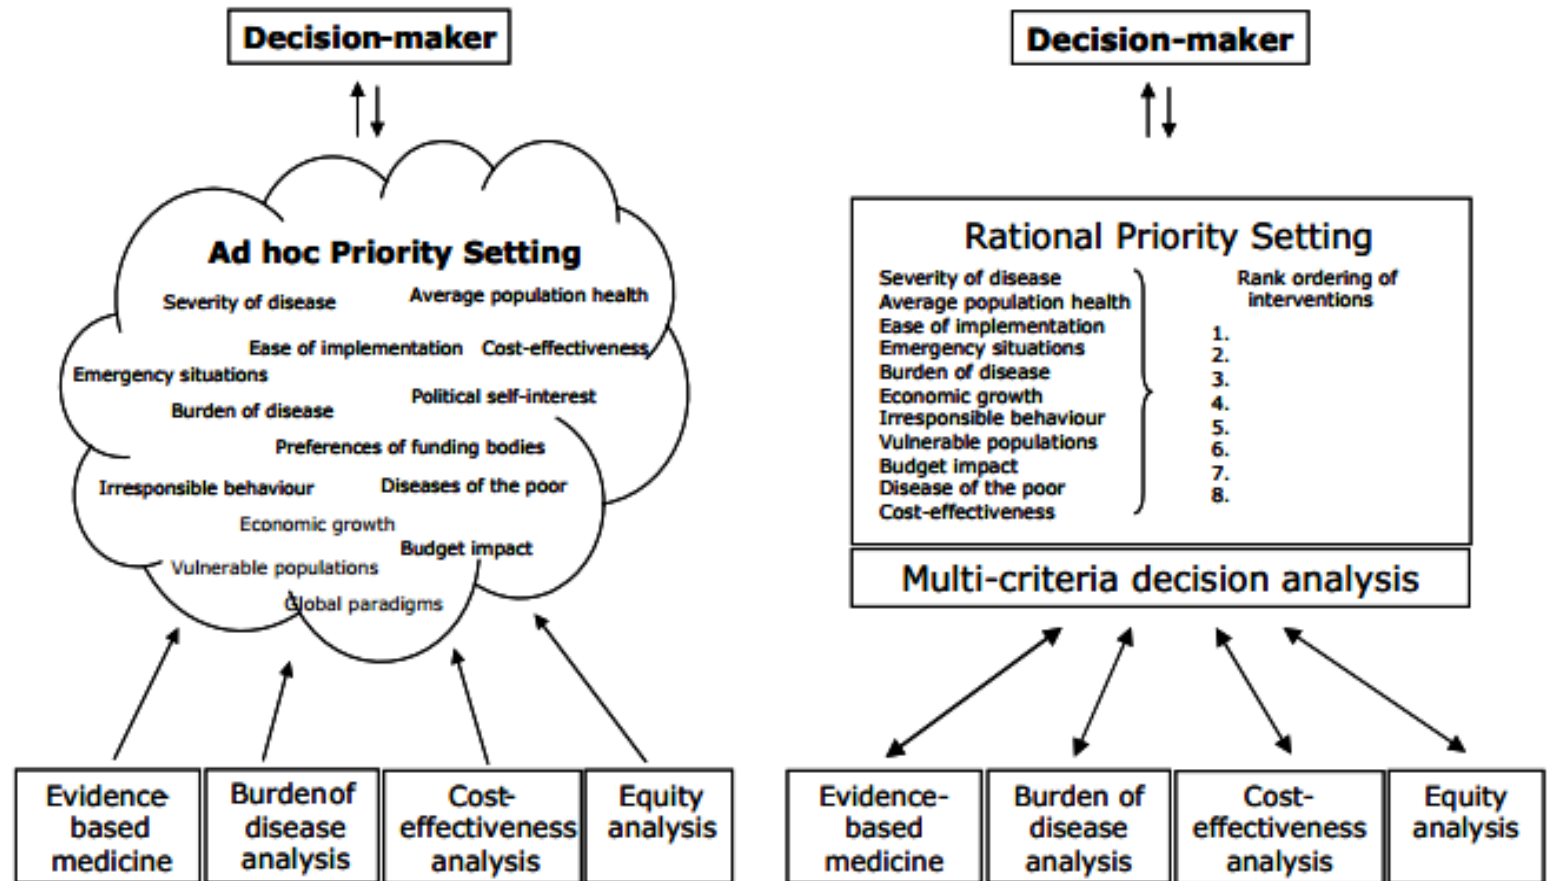 Decision-maker
Ad hoc Priority Setting
Severity of disease
Average population health
Ease of implementation
Cost-effectiveness
Emergency situations
Political self-interest
Burden of disease
Preferences of funding bodies
Irresponsible behaviour
Diseases of the poor
Economic growth
Budget impact
Vulnerable populations
Global paradigms
Evidence-
based
medicine
Burden of
disease
analysis
Cost-
effectiveness
analysis
Equity
analysis
Decision-maker
Rational Priority Setting
Severity of disease
Average population health
Ease of implementation
Emergency situations
Burden of disease
Economic growth
Irresponsible behaviour
Vulnerable populations
Budget impact
Disease of the poor
Cost-effectiveness
Rank ordering of
interventions
1.
2.
3.
4.
5.
6.
7.
8.
Multi-criteria decision analysis
Evidence-
based
medicine
Burden of
disease
analysis
Cost-
effectiveness
analysis
Equity
analysis